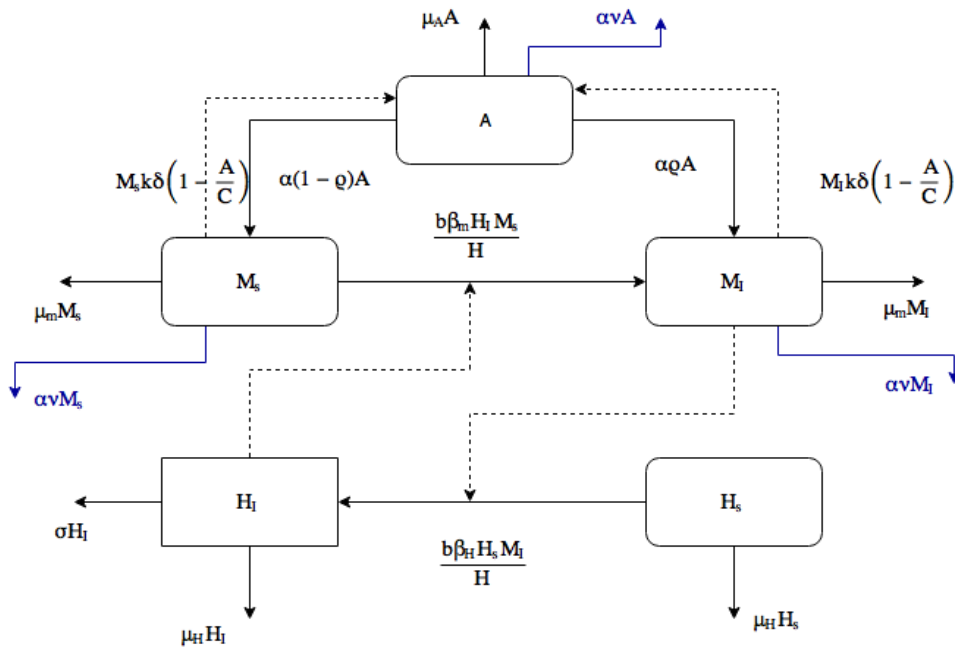 μ_A A
ανA
A
M_s kδ(1 − A/C)
α(1 − ϱ)A
αϱA
M_I kδ(1 − A/C)
bβ_m H_I M_s / H
M_s
M_I
μ_m M_s
μ_m M_I
ανM_s
ανM_I
H_I
H_s
σH_I
bβ_H H_s M_I / H
μ_H H_I
μ_H H_s